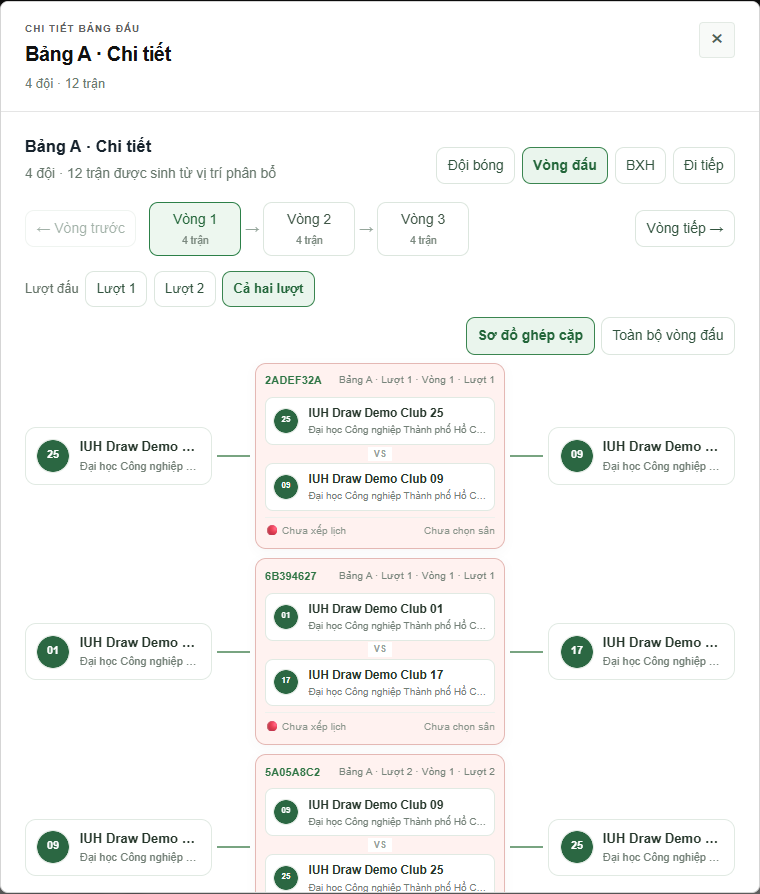 CHI TIẾT BẢNG ĐẤU
Bảng A · Chi tiết
4 đội · 12 trận
×
Bảng A · Chi tiết
4 đội · 12 trận được sinh từ vị trí phân bổ
Đội bóng Vòng đấu BXH Đi tiếp
← Vòng trước Vòng 1 → Vòng 2 → Vòng 3 Vòng tiếp →
4 trận 4 trận 4 trận
Lượt đấu Lượt 1 Lượt 2 Cả hai lượt
Sơ đồ ghép cặp Toàn bộ vòng đấu
25 IUH Draw Demo ...
Đại học Công nghiệp ...
2ADEF32A Bảng A · Lượt 1 · Vòng 1 · Lượt 1
25 IUH Draw Demo Club 25
Đại học Công nghiệp Thành phố Hồ C...
VS
09 IUH Draw Demo Club 09
Đại học Công nghiệp Thành phố Hồ C...
Chưa xếp lịch Chưa chọn sân
09 IUH Draw Demo ...
Đại học Công nghiệp ...
01 IUH Draw Demo ...
Đại học Công nghiệp ...
6B394627 Bảng A · Lượt 1 · Vòng 1 · Lượt 1
01 IUH Draw Demo Club 01
Đại học Công nghiệp Thành phố Hồ C...
VS
17 IUH Draw Demo Club 17
Đại học Công nghiệp Thành phố Hồ C...
Chưa xếp lịch Chưa chọn sân
17 IUH Draw Demo ...
Đại học Công nghiệp ...
09 IUH Draw Demo ...
Đại học Công nghiệp ...
5A05A8C2 Bảng A · Lượt 2 · Vòng 1 · Lượt 2
09 IUH Draw Demo Club 09
Đại học Công nghiệp Thành phố Hồ C...
VS
25 IUH Draw Demo Club 25
Đại học Công nghiệp Thành phố Hồ C...
25 IUH Draw Demo ...
Đại học Công nghiệp ...